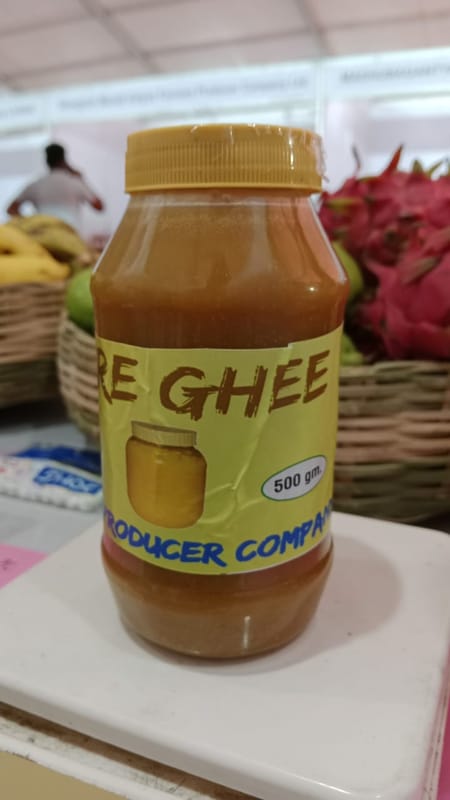 RE GHEE
500 gm.
PRODUCER COMPAN